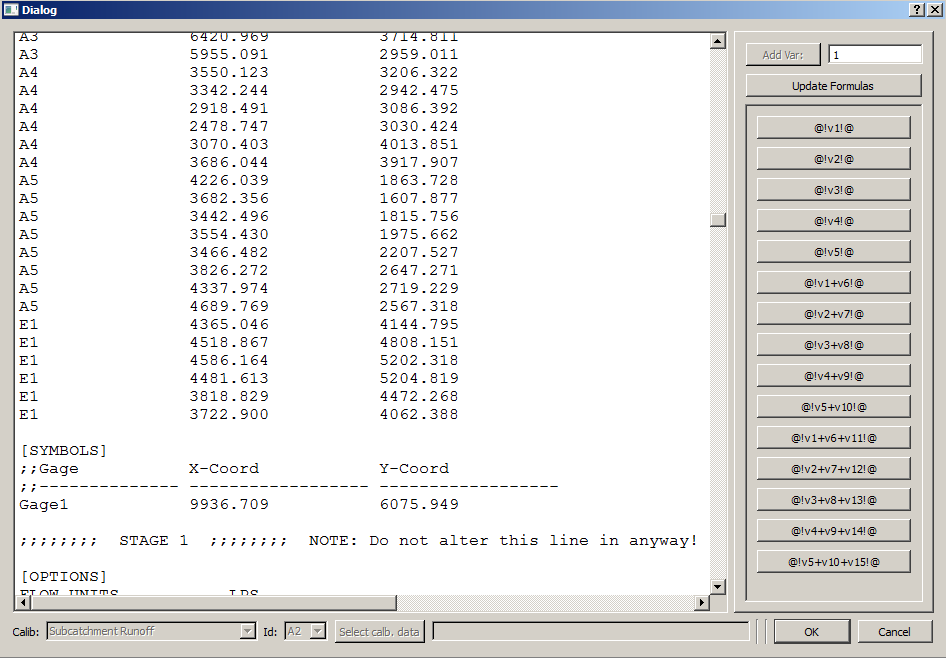 Dialog
A3 6420.969 3714.811
A3 5955.091 2959.011
A4 3550.123 3206.322
A4 3342.244 2942.475
A4 2918.491 3086.392
A4 2478.747 3030.424
A4 3070.403 4013.851
A4 3686.044 3917.907
A5 4226.039 1863.728
A5 3682.356 1607.877
A5 3442.496 1815.756
A5 3554.430 1975.662
A5 3466.482 2207.527
A5 3826.272 2647.271
A5 4337.974 2719.229
A5 4689.769 2567.318
E1 4365.046 4144.795
E1 4518.867 4808.151
E1 4586.164 5202.318
E1 4481.613 5204.819
E1 3818.829 4472.268
E1 3722.900 4062.388
[SYMBOLS]
;;Gage X-Coord Y-Coord
;;-------------- ------------------ ------------------
Gage1 9936.709 6075.949
;;;;;;;; STAGE 1 ;;;;;;;; NOTE: Do not alter this line in anyway!
[OPTIONS]
FLOW_UNITS LPS
Add Var: 1
Update Formulas
@!v1!@
@!v2!@
@!v3!@
@!v4!@
@!v5!@
@!v1+v6!@
@!v2+v7!@
@!v3+v8!@
@!v4+v9!@
@!v5+v10!@
@!v1+v6+v11!@
@!v2+v7+v12!@
@!v3+v8+v13!@
@!v4+v9+v14!@
@!v5+v10+v15!@
Calib: Subcatchment Runoff Id: A2 Select calb. data OK Cancel